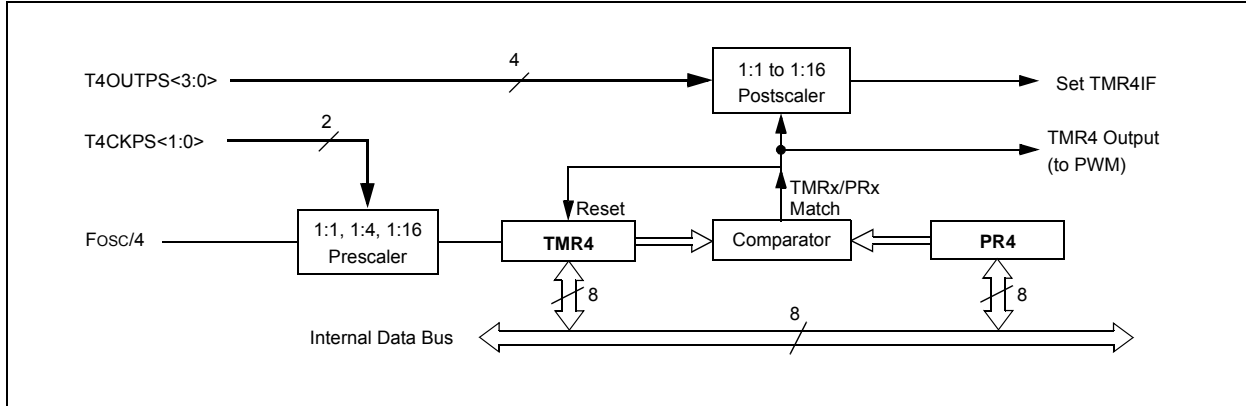 T4OUTPS<3:0>
4
1:1 to 1:16
Postscaler
Set TMR4IF
T4CKPS<1:0>
2
TMR4 Output
(to PWM)
TMRx/PRx
Match
Reset
FOSC/4
1:1, 1:4, 1:16
Prescaler
TMR4
Comparator
PR4
8
8
8
Internal Data Bus